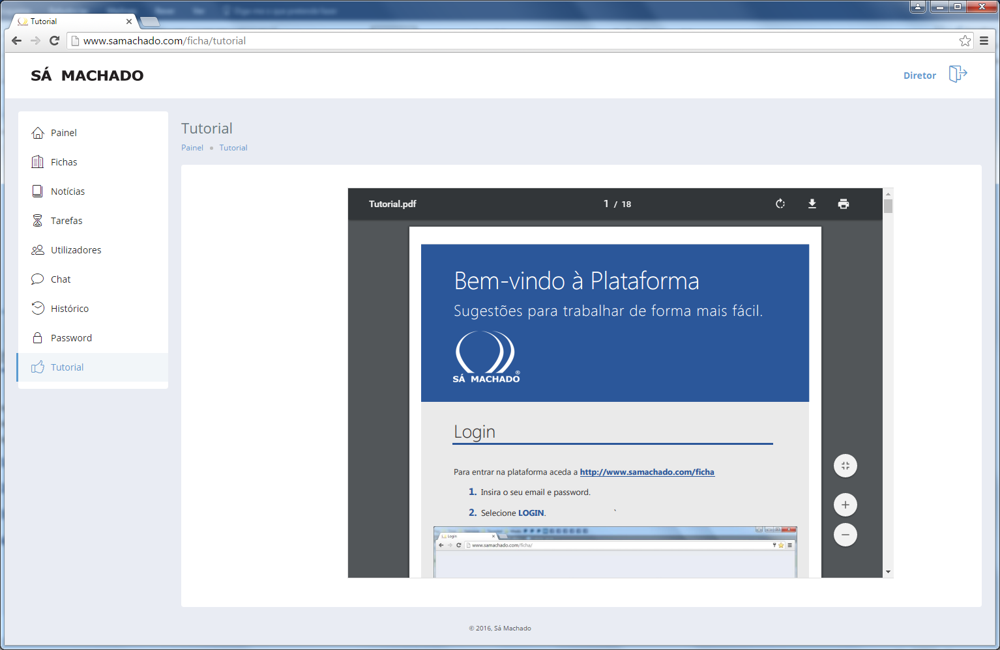 Tutorial
www.samachado.com/ficha/tutorial
SÁ MACHADO
Diretor
Painel
Fichas
Notícias
Tarefas
Utilizadores
Chat
Histórico
Password
Tutorial
Tutorial
Painel Tutorial
Tutorial.pdf
1 / 18
Bem-vindo à Plataforma
Sugestões para trabalhar de forma mais fácil.
SÁ MACHADO®
Login
Para entrar na plataforma aceda a http://www.samachado.com/ficha
1. Insira o seu email e password.
2. Selecione LOGIN. `
Login
www.samachado.com/ficha/
© 2016, Sá Machado